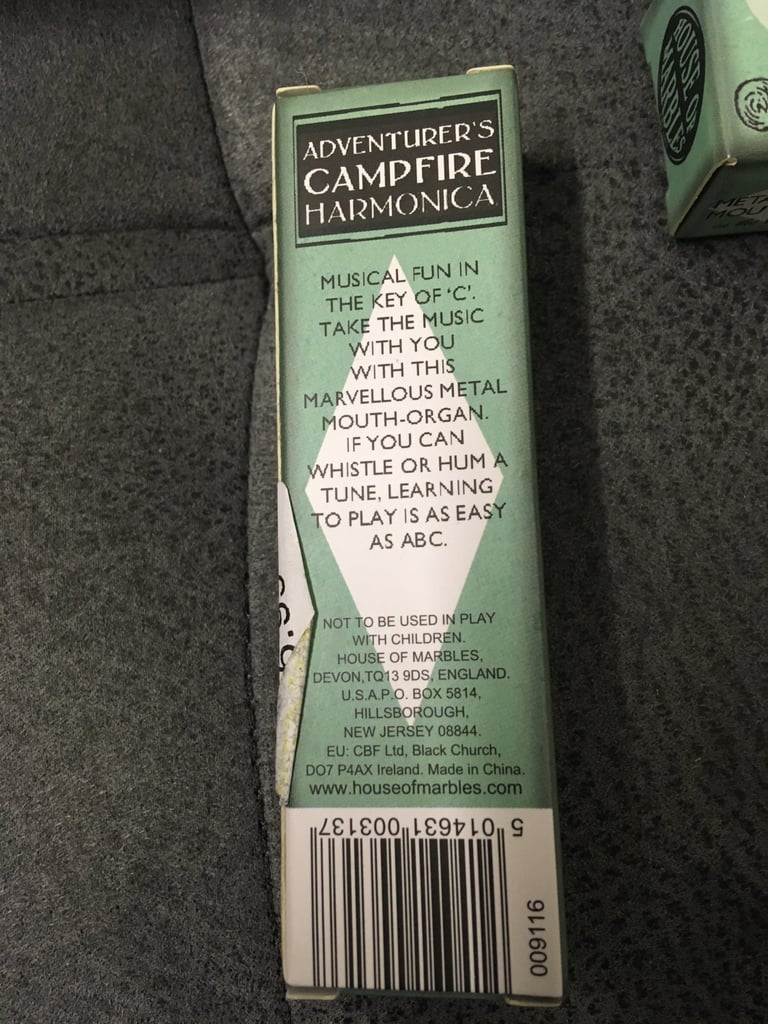 ADVENTURER'S
CAMPFIRE
HARMONICA
MUSICAL FUN IN
THE KEY OF 'C'.
TAKE THE MUSIC
WITH YOU
WITH THIS
MARVELLOUS METAL
MOUTH-ORGAN.
IF YOU CAN
WHISTLE OR HUM A
TUNE, LEARNING
TO PLAY IS AS EASY
AS ABC.
NOT TO BE USED IN PLAY
WITH CHILDREN.
HOUSE OF MARBLES,
DEVON,TQ13 9DS, ENGLAND.
U.S.A.P.O. BOX 5814,
HILLSBOROUGH,
NEW JERSEY 08844.
EU: CBF Ltd, Black Church,
DO7 P4AX Ireland. Made in China.
www.houseofmarbles.com
5 014631 003137
009116
HOUSE OF
MARBLES